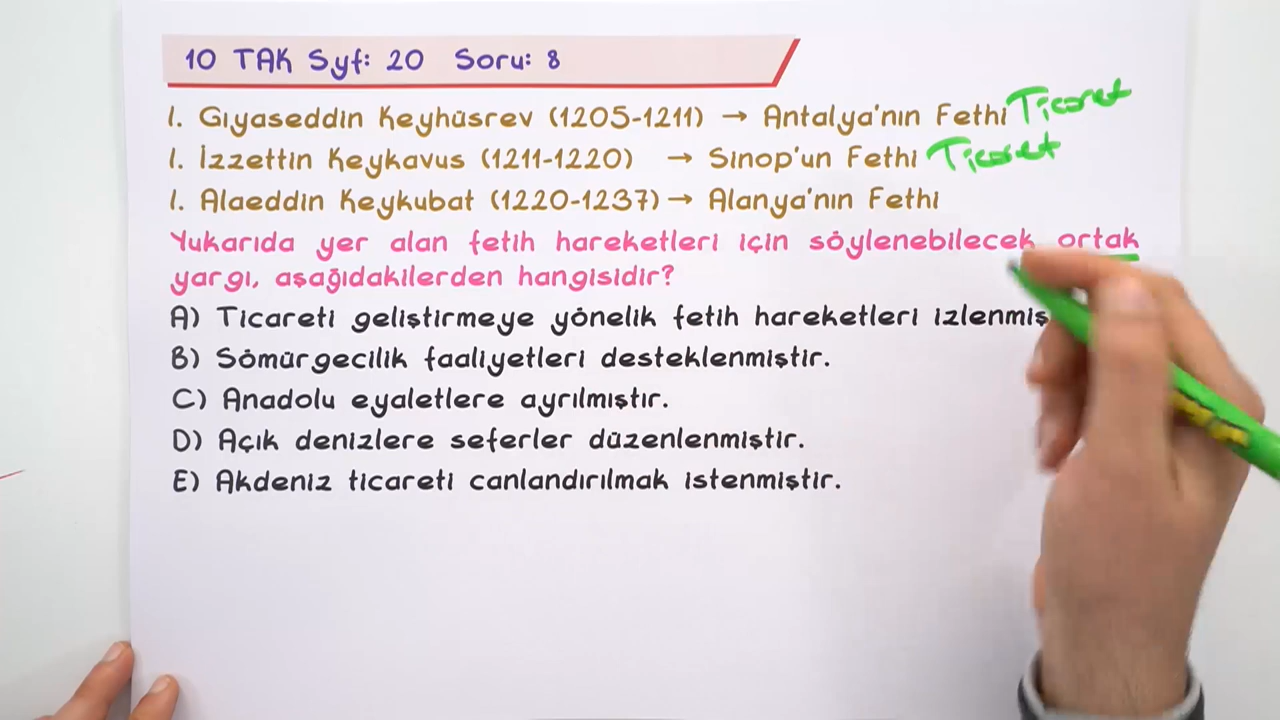 10 TAK Syf: 20 Soru: 8
I. Gıyaseddin Keyhüsrev (1205-1211) → Antalya'nın Fethi Ticaret
I. İzzettin Keykavus (1211-1220) → Sinop'un Fethi Ticaret
I. Alaeddin Keykubat (1220-1237) → Alanya'nın Fethi
Yukarıda yer alan fetih hareketleri için söylenebilecek ortak
yargı, aşağıdakilerden hangisidir?
A) Ticareti geliştirmeye yönelik fetih hareketleri izlenmiş
B) Sömürgecilik faaliyetleri desteklenmiştir.
C) Anadolu eyaletlere ayrılmıştır.
D) Açık denizlere seferler düzenlenmiştir.
E) Akdeniz ticareti canlandırılmak istenmiştir.